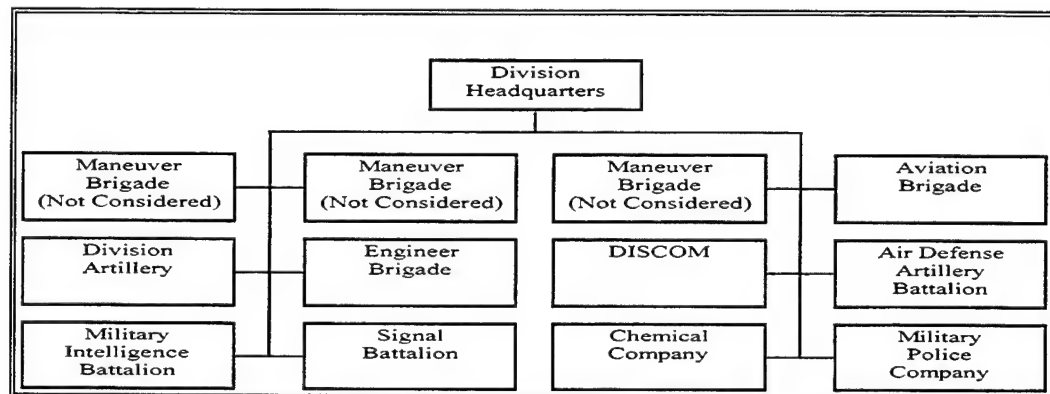 Division
Headquarters
Maneuver
Brigade
(Not Considered)
Maneuver
Brigade
(Not Considered)
Maneuver
Brigade
(Not Considered)
Aviation
Brigade
Division
Artillery
Engineer
Brigade
DISCOM
Air Defense
Artillery
Battalion
Military
Intelligence
Battalion
Signal
Battalion
Chemical
Company
Military
Police
Company